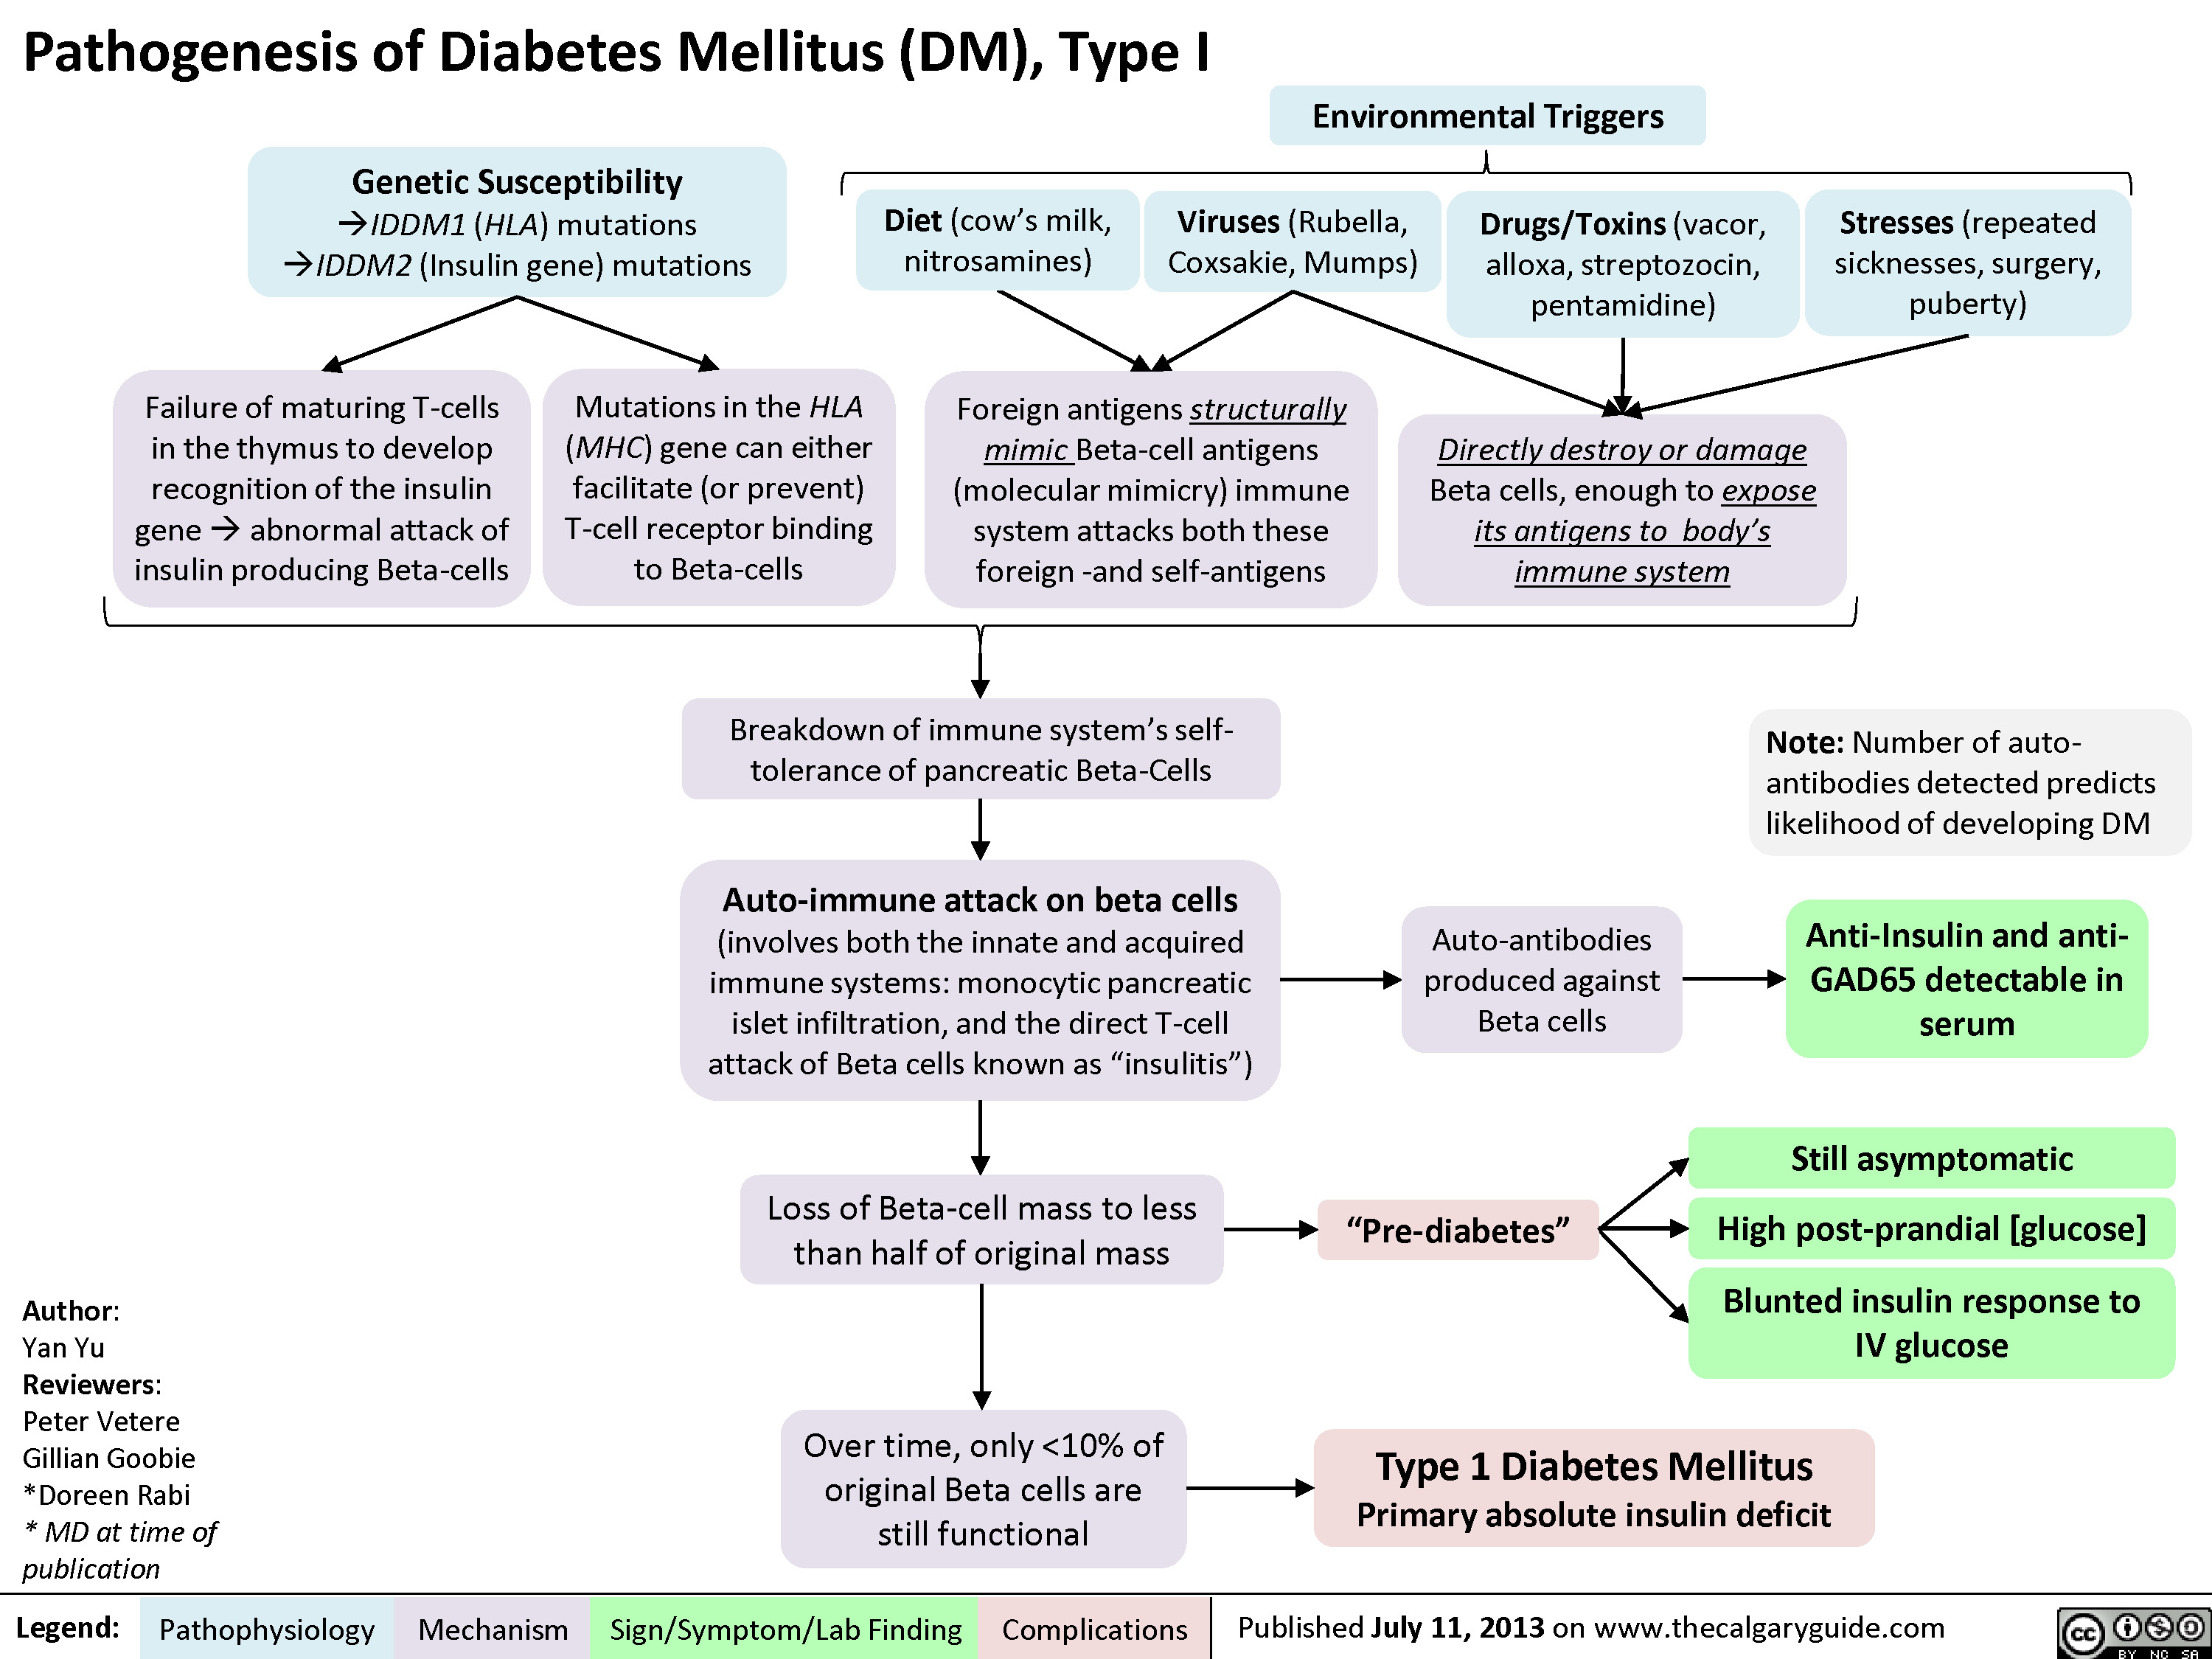 Pathogenesis of Diabetes Mellitus (DM), Type I
Environmental Triggers
Genetic Susceptibility
→IDDM1 (HLA) mutations
→IDDM2 (Insulin gene) mutations
Diet (cow’s milk,
nitrosamines)
Viruses (Rubella,
Coxsakie, Mumps)
Drugs/Toxins (vacor,
alloxa, streptozocin,
pentamidine)
Stresses (repeated
sicknesses, surgery,
puberty)
Failure of maturing T-cells
in the thymus to develop
recognition of the insulin
gene → abnormal attack of
insulin producing Beta-cells
Mutations in the HLA
(MHC) gene can either
facilitate (or prevent)
T-cell receptor binding
to Beta-cells
Foreign antigens structurally
mimic Beta-cell antigens
(molecular mimicry) immune
system attacks both these
foreign -and self-antigens
Directly destroy or damage
Beta cells, enough to expose
its antigens to body’s
immune system
Breakdown of immune system’s self-
tolerance of pancreatic Beta-Cells
Note: Number of auto-
antibodies detected predicts
likelihood of developing DM
Auto-immune attack on beta cells
(involves both the innate and acquired
immune systems: monocytic pancreatic
islet infiltration, and the direct T-cell
attack of Beta cells known as “insulitis”)
Auto-antibodies
produced against
Beta cells
Anti-Insulin and anti-
GAD65 detectable in
serum
Loss of Beta-cell mass to less
than half of original mass
“Pre-diabetes”
Still asymptomatic
High post-prandial [glucose]
Blunted insulin response to
IV glucose
Over time, only <10% of
original Beta cells are
still functional
Type 1 Diabetes Mellitus
Primary absolute insulin deficit
Author:
Yan Yu
Reviewers:
Peter Vetere
Gillian Goobie
*Doreen Rabi
* MD at time of
publication
Legend:
Pathophysiology
Mechanism
Sign/Symptom/Lab Finding
Complications
Published July 11, 2013 on www.thecalgaryguide.com
cc
BY NC SA